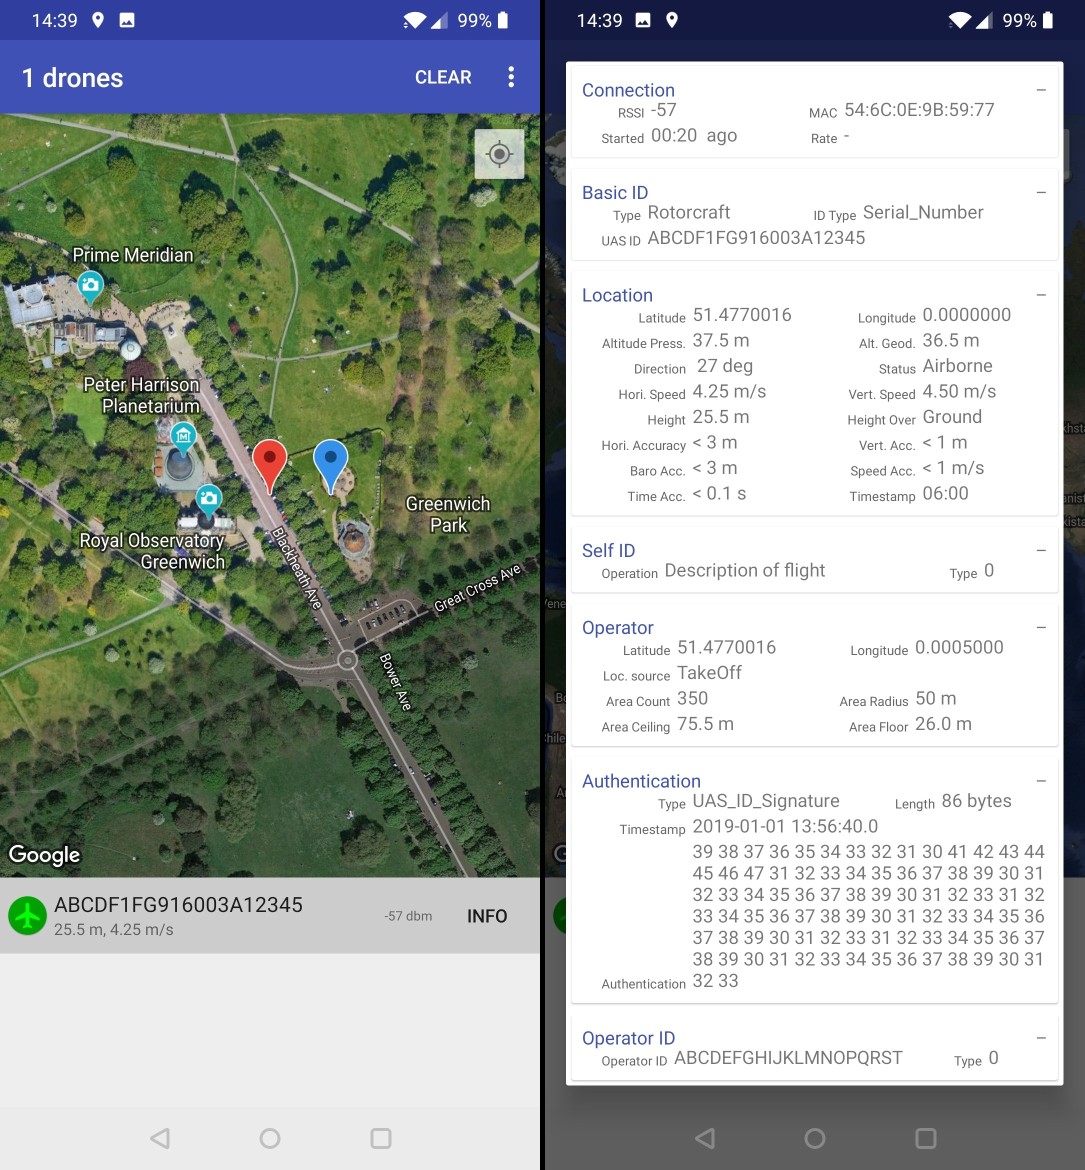 14:39
99%
1 drones
CLEAR
Prime Meridian
Peter Harrison
Planetarium
Greenwich
Park
Royal Observatory
Greenwich
Blackheath Ave
Great Cross Ave
Bower Ave
Google
ABCDF1FG916003A12345
25.5 m, 4.25 m/s
-57 dbm
INFO
14:39
99%
Connection
RSSI -57 MAC 54:6C:0E:9B:59:77
Started 00:20 ago Rate -
Basic ID
Type Rotorcraft ID Type Serial_Number
UAS ID ABCDF1FG916003A12345
Location
Latitude 51.4770016 Longitude 0.0000000
Altitude Press. 37.5 m Alt. Geod. 36.5 m
Direction 27 deg Status Airborne
Hori. Speed 4.25 m/s Vert. Speed 4.50 m/s
Height 25.5 m Height Over Ground
Hori. Accuracy < 3 m Vert. Acc. < 1 m
Baro Acc. < 3 m Speed Acc. < 1 m/s
Time Acc. < 0.1 s Timestamp 06:00
Self ID
Operation Description of flight Type 0
Operator
Latitude 51.4770016 Longitude 0.0005000
Loc. source TakeOff
Area Count 350 Area Radius 50 m
Area Ceiling 75.5 m Area Floor 26.0 m
Authentication
Type UAS_ID_Signature Length 86 bytes
Timestamp 2019-01-01 13:56:40.0
39 38 37 36 35 34 33 32 31 30 41 42 43 44
45 46 47 31 32 33 34 35 36 37 38 39 30 31
32 33 34 35 36 37 38 39 30 31 32 33 31 32
33 34 35 36 37 38 39 30 31 32 33 34 35 36
37 38 39 30 31 32 33 31 32 33 34 35 36 37
38 39 30 31 32 33 34 35 36 37 38 39 30 31
Authentication 32 33
Operator ID
Operator ID ABCDEFGHIJKLMNOPQRST Type 0